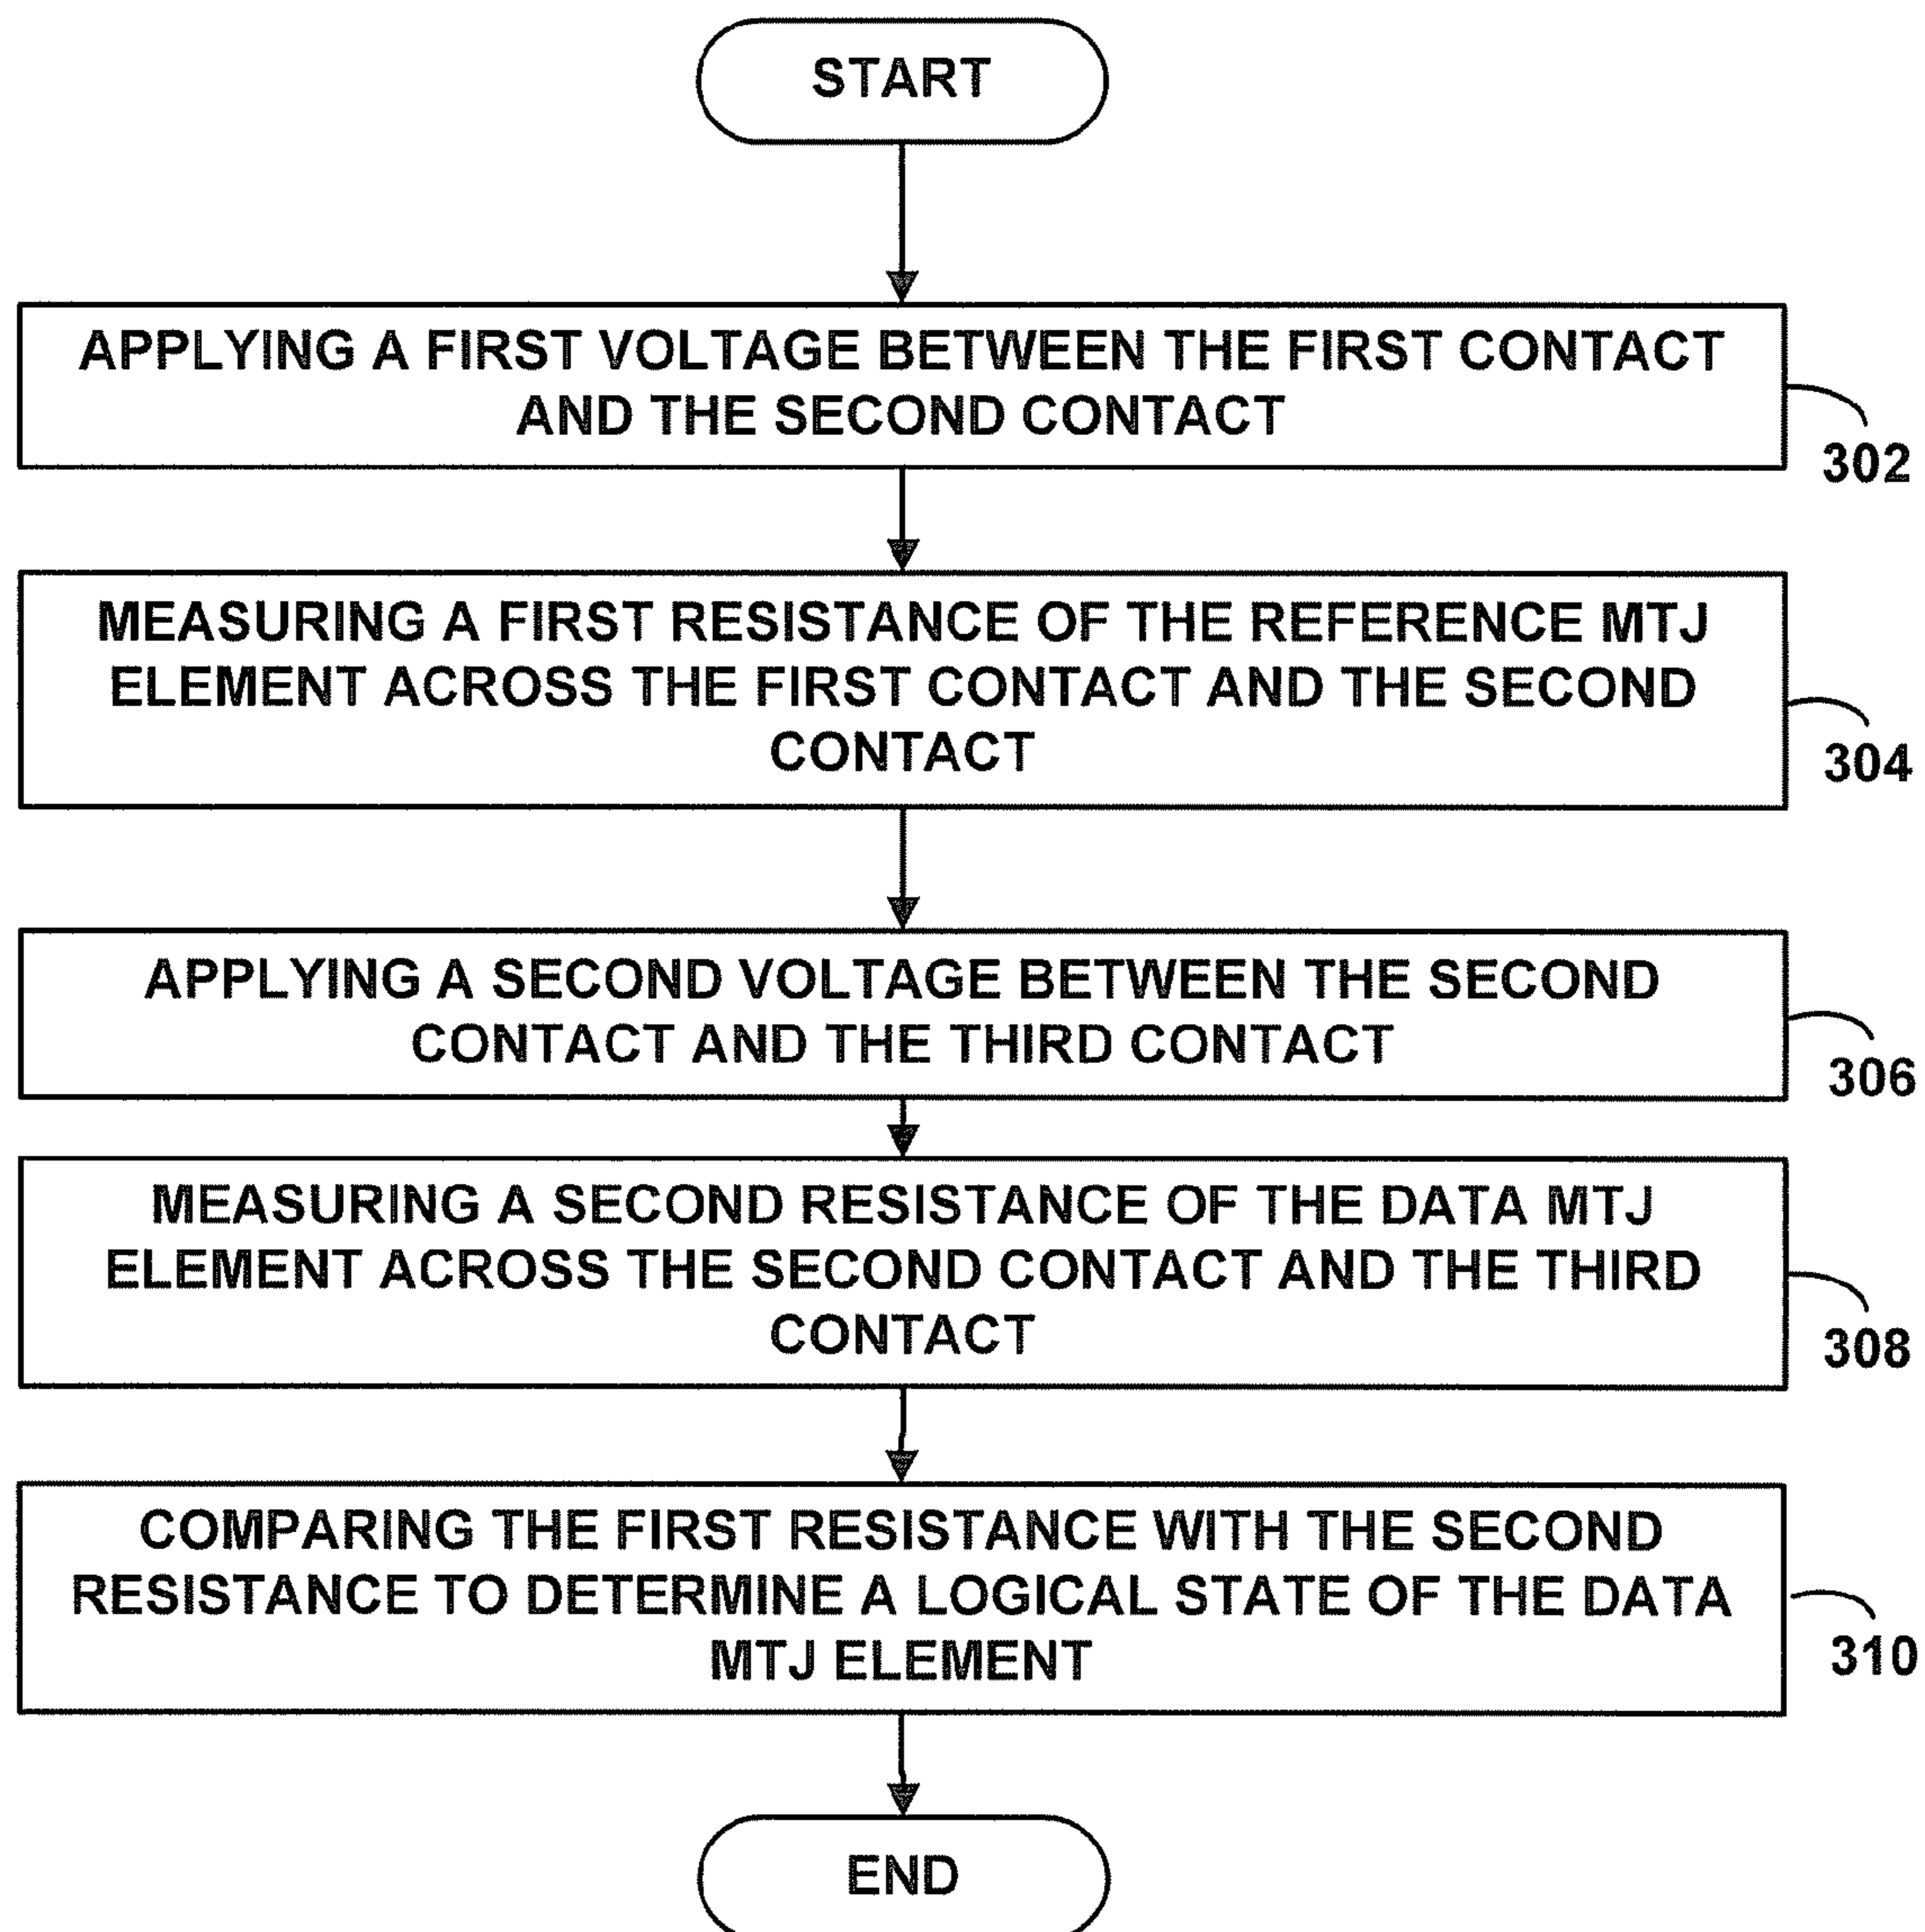 START
APPLYING A FIRST VOLTAGE BETWEEN THE FIRST CONTACT
AND THE SECOND CONTACT
302
MEASURING A FIRST RESISTANCE OF THE REFERENCE MTJ
ELEMENT ACROSS THE FIRST CONTACT AND THE SECOND
CONTACT
304
APPLYING A SECOND VOLTAGE BETWEEN THE SECOND
CONTACT AND THE THIRD CONTACT
306
MEASURING A SECOND RESISTANCE OF THE DATA MTJ
ELEMENT ACROSS THE SECOND CONTACT AND THE THIRD
CONTACT
308
COMPARING THE FIRST RESISTANCE WITH THE SECOND
RESISTANCE TO DETERMINE A LOGICAL STATE OF THE DATA
MTJ ELEMENT
310
END